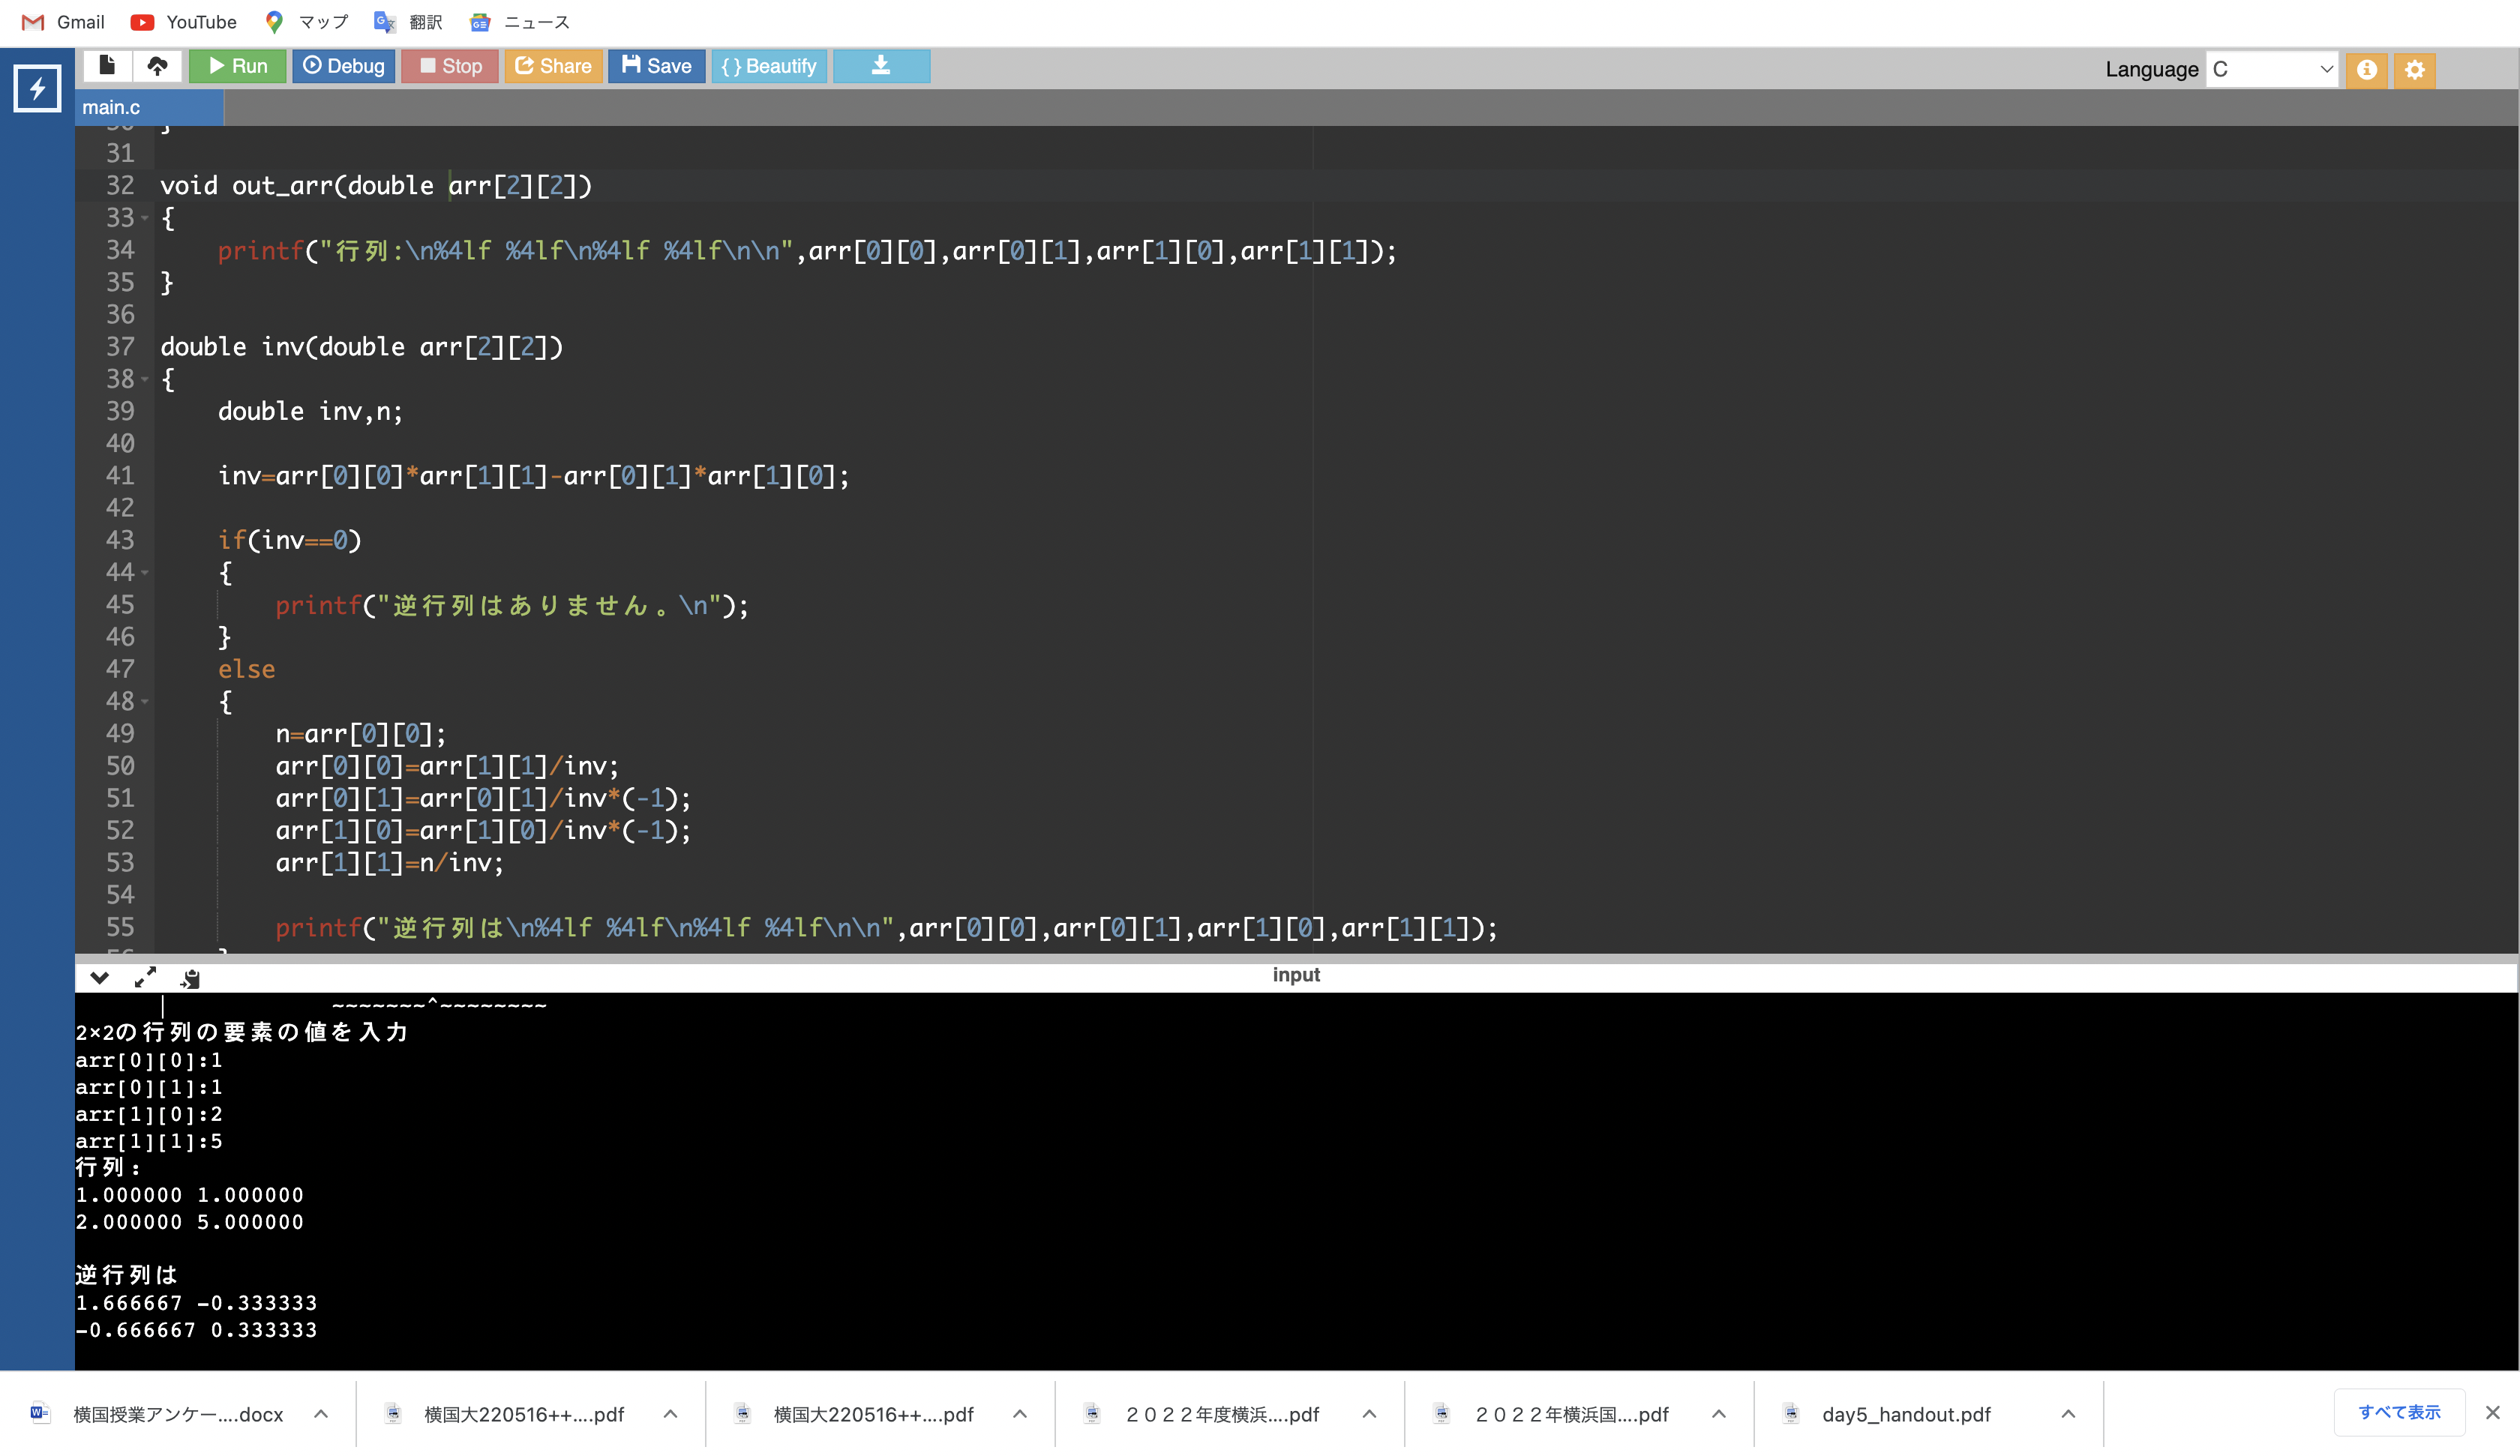 Gmail YouTube マップ 翻訳 ニュース
Run Debug Stop Share Save { } Beautify Language C
main.c
30 }
31
32 void out_arr(double arr[2][2])
33 {
34 printf("行列:\n%4lf %4lf\n%4lf %4lf\n\n",arr[0][0],arr[0][1],arr[1][0],arr[1][1]);
35 }
36
37 double inv(double arr[2][2])
38 {
39 double inv,n;
40
41 inv=arr[0][0]*arr[1][1]-arr[0][1]*arr[1][0];
42
43 if(inv==0)
44 {
45 printf("逆行列はありません。\n");
46 }
47 else
48 {
49 n=arr[0][0];
50 arr[0][0]=arr[1][1]/inv;
51 arr[0][1]=arr[0][1]/inv*(-1);
52 arr[1][0]=arr[1][0]/inv*(-1);
53 arr[1][1]=n/inv;
54
55 printf("逆行列は\n%4lf %4lf\n%4lf %4lf\n\n",arr[0][0],arr[0][1],arr[1][0],arr[1][1]);
56 }
input
| ~~~~~~~^~~~~~~~~
2×2の行列の要素の値を入力
arr[0][0]:1
arr[0][1]:1
arr[1][0]:2
arr[1][1]:5
行列:
1.000000 1.000000
2.000000 5.000000
逆行列は
1.666667 -0.333333
-0.666667 0.333333
横国授業アンケー....docx 横国大220516++....pdf 横国大220516++....pdf ２０２２年度横浜....pdf ２０２２年横浜国....pdf day5_handout.pdf すべて表示